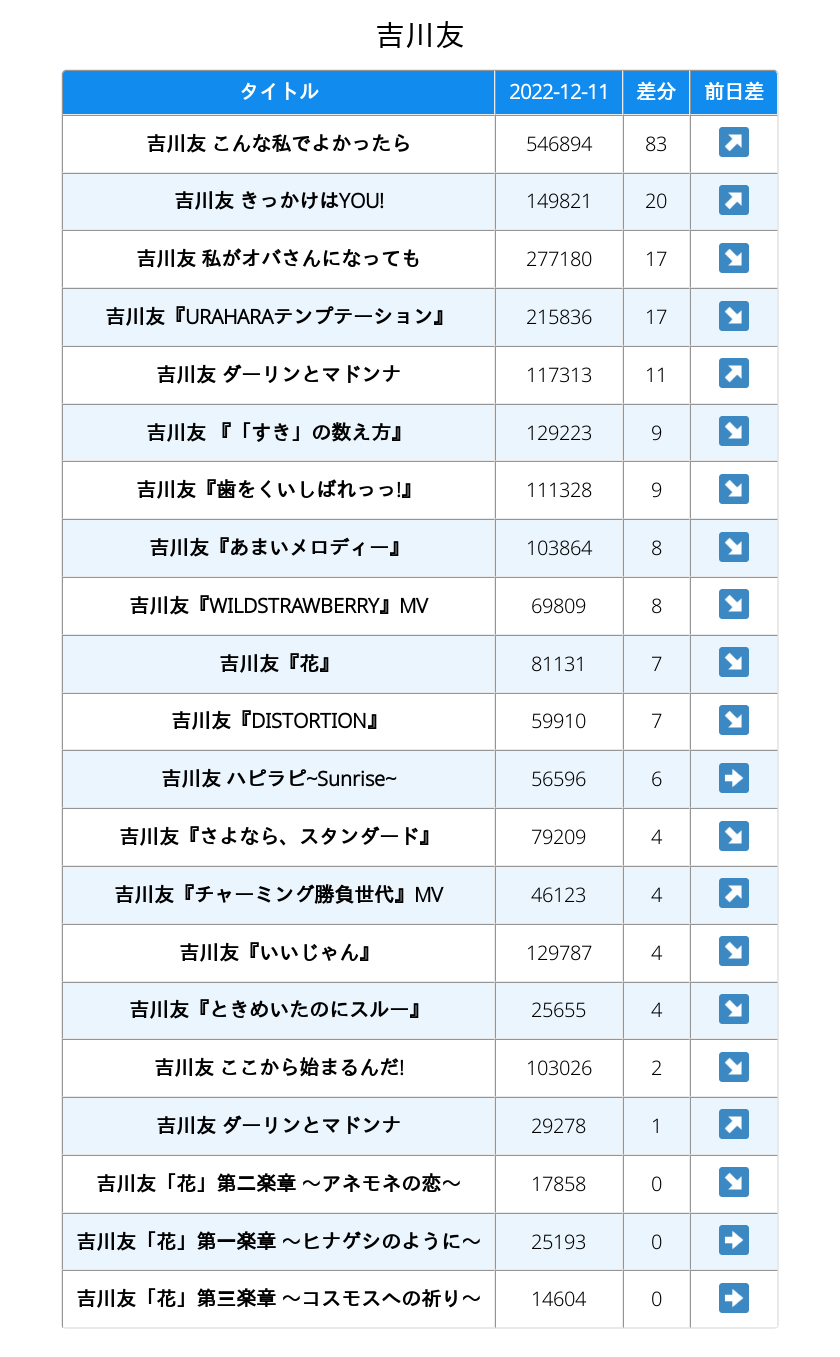 吉川友
タイトル 2022-12-11 差分 前日差
吉川友 こんな私でよかったら 546894 83 ↗
吉川友 きっかけはYOU! 149821 20 ↗
吉川友 私がオバさんになっても 277180 17 ↘
吉川友『URAHARAテンプテーション』 215836 17 ↘
吉川友 ダーリンとマドンナ 117313 11 ↗
吉川友 『「すき」の数え方』 129223 9 ↘
吉川友『歯をくいしばれっっ!』 111328 9 ↘
吉川友『あまいメロディー』 103864 8 ↘
吉川友『WILDSTRAWBERRY』MV 69809 8 ↘
吉川友『花』 81131 7 ↘
吉川友『DISTORTION』 59910 7 ↘
吉川友 ハピラピ~Sunrise~ 56596 6 ➡
吉川友『さよなら、スタンダード』 79209 4 ↘
吉川友『チャーミング勝負世代』MV 46123 4 ↗
吉川友『いいじゃん』 129787 4 ↘
吉川友『ときめいたのにスルー』 25655 4 ↘
吉川友 ここから始まるんだ! 103026 2 ↘
吉川友 ダーリンとマドンナ 29278 1 ↗
吉川友「花」第二楽章 〜アネモネの恋〜 17858 0 ↘
吉川友「花」第一楽章 〜ヒナゲシのように〜 25193 0 ➡
吉川友「花」第三楽章 〜コスモスへの祈り〜 14604 0 ➡